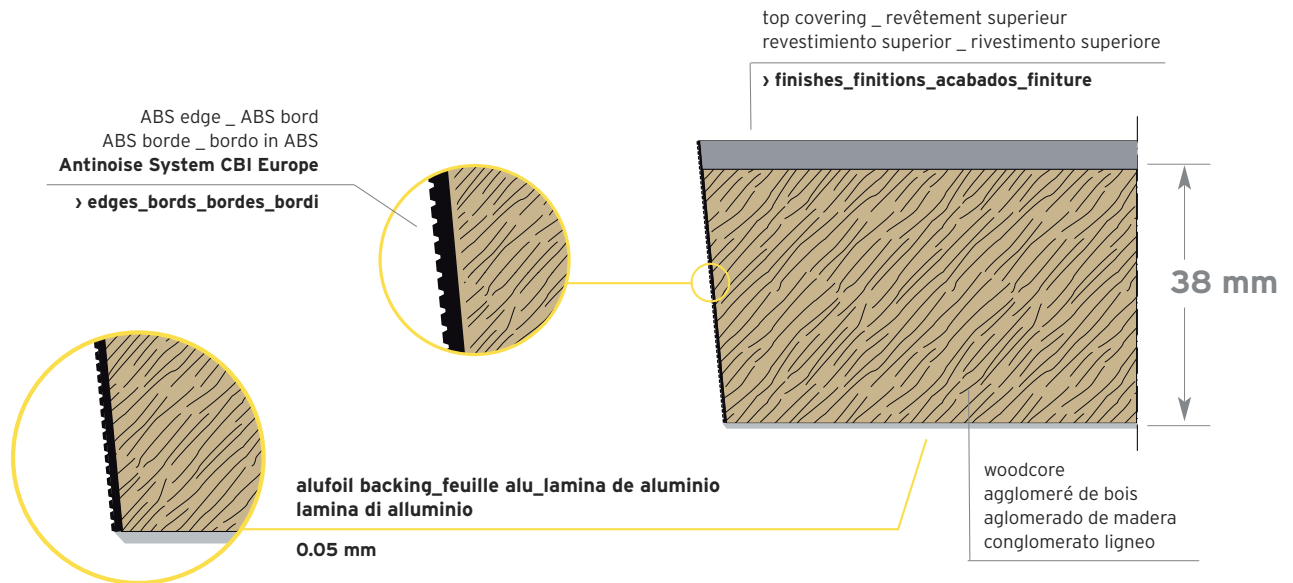 top covering _ revêtement superieur
revestimiento superior _ rivestimento superiore
› finishes_finitions_acabados_finiture
ABS edge _ ABS bord
ABS borde _ bordo in ABS
Antinoise System CBI Europe
› edges_bords_bordes_bordi
38 mm
alufoil backing_feuille alu_lamina de aluminio
lamina di alluminio
0.05 mm
woodcore
agglomeré de bois
aglomerado de madera
conglomerato ligneo